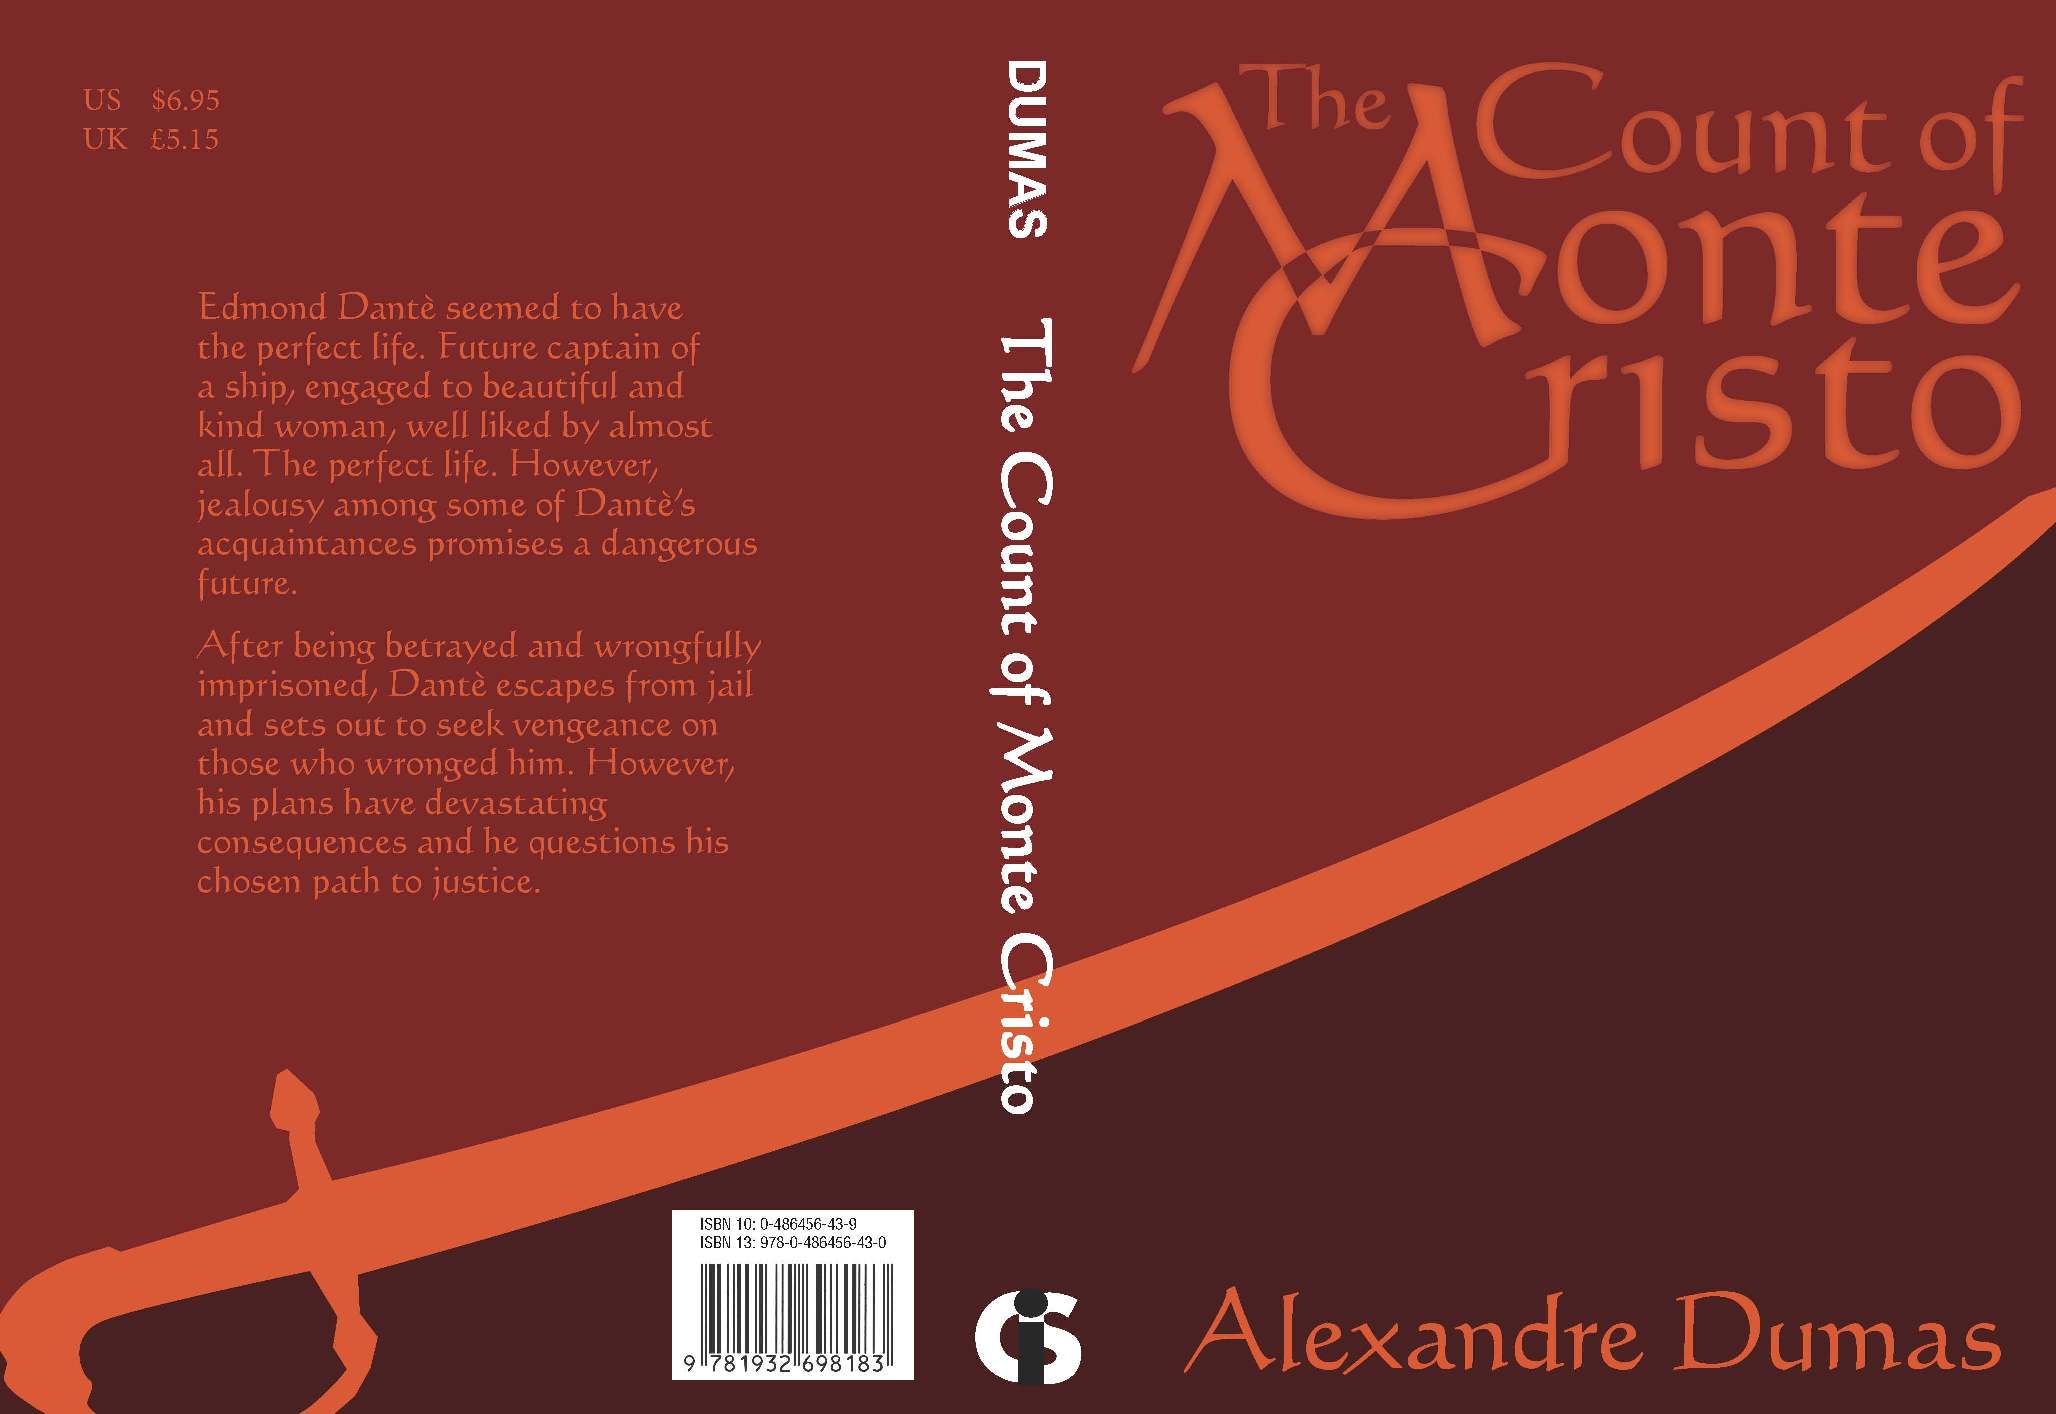 US $6.95
UK £5.15
Edmond Dantè seemed to have
the perfect life. Future captain of
a ship, engaged to beautiful and
kind woman, well liked by almost
all. The perfect life. However,
jealousy among some of Dantè's
acquaintances promises a dangerous
future.
After being betrayed and wrongfully
imprisoned, Dantè escapes from jail
and sets out to seek vengeance on
those who wronged him. However,
his plans have devastating
consequences and he questions his
chosen path to justice.
ISBN 10: 0-486456-43-9
ISBN 13: 978-0-486456-43-0
9 781932 698183
DUMAS The Count of Monte Cristo
CiS
The Count of
Monte
Cristo
Alexandre Dumas